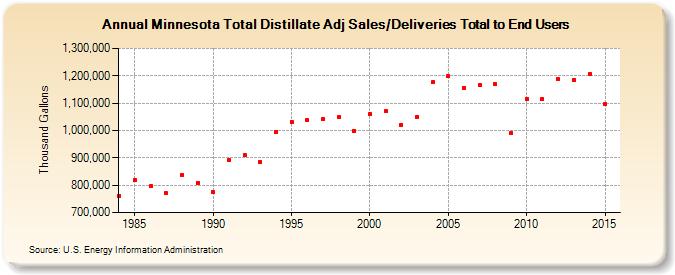 Annual Minnesota Total Distillate Adj Sales/Deliveries Total to End Users
Thousand Gallons
1,300,000
1,200,000
1,100,000
1,000,000
900,000
800,000
700,000
1985 1990 1995 2000 2005 2010 2015
Source: U.S. Energy Information Administration